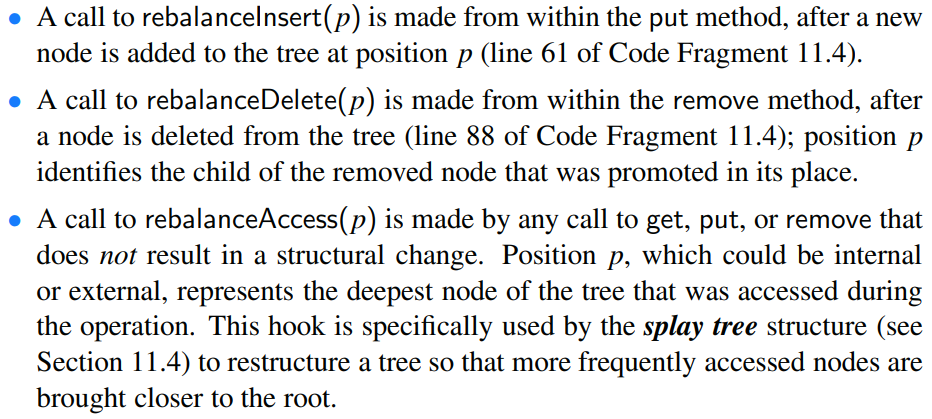 • A call to rebalanceInsert(p) is made from within the put method, after a new
node is added to the tree at position p (line 61 of Code Fragment 11.4).
• A call to rebalanceDelete(p) is made from within the remove method, after
a node is deleted from the tree (line 88 of Code Fragment 11.4); position p
identifies the child of the removed node that was promoted in its place.
• A call to rebalanceAccess(p) is made by any call to get, put, or remove that
does not result in a structural change. Position p, which could be internal
or external, represents the deepest node of the tree that was accessed during
the operation. This hook is specifically used by the splay tree structure (see
Section 11.4) to restructure a tree so that more frequently accessed nodes are
brought closer to the root.